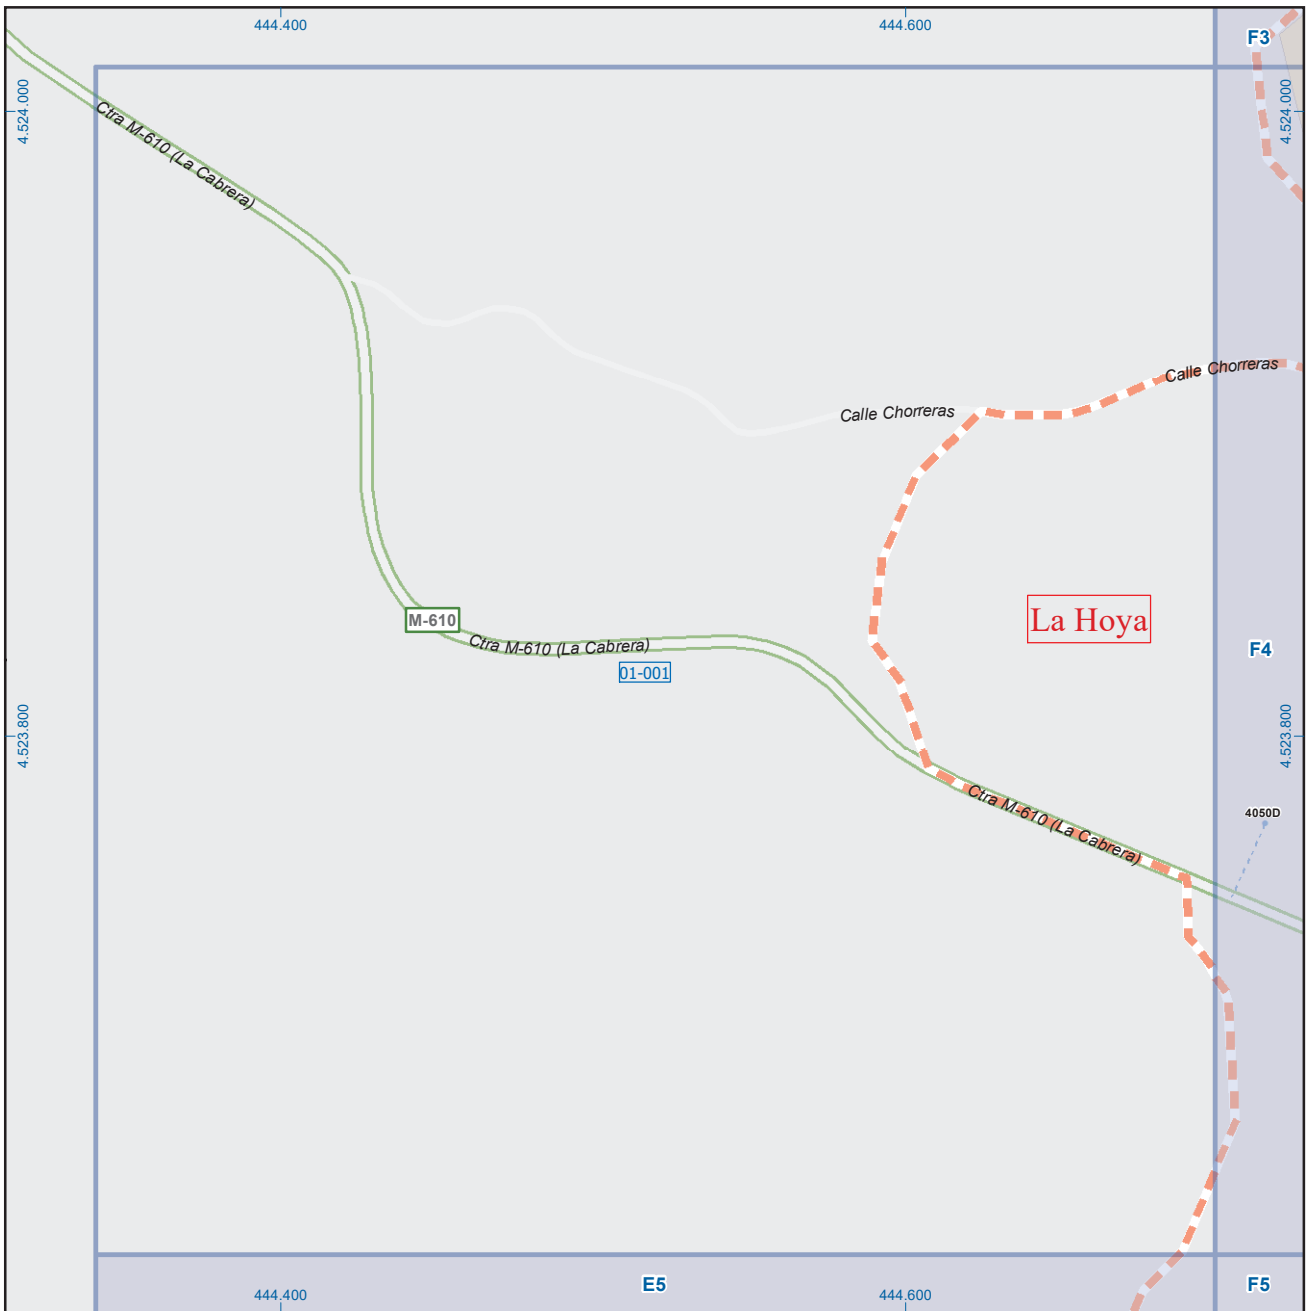 444.400
444.600
F3
4.524.000
4.524.000
Ctra M-610 (La Cabrera)
Calle Chorreras
Calle Chorreras
M-610
La Hoya
Ctra M-610 (La Cabrera)
F4
01-001
4.523.800
4.523.800
Ctra M-610 (La Cabrera)
4050D
E5
F5
444.400
444.600